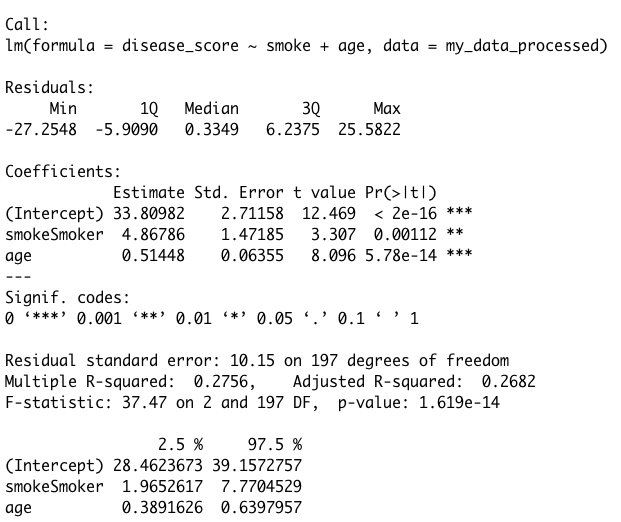 Call:
lm(formula = disease_score ~ smoke + age, data = my_data_processed)
Residuals:
Min 1Q Median 3Q Max
-27.2548 -5.9090 0.3349 6.2375 25.5822
Coefficients:
Estimate Std. Error t value Pr(>|t|)
(Intercept) 33.80982 2.71158 12.469 < 2e-16 ***
smokeSmoker 4.86786 1.47185 3.307 0.00112 **
age 0.51448 0.06355 8.096 5.78e-14 ***
---
Signif. codes:
0 ‘***’ 0.001 ‘**’ 0.01 ‘*’ 0.05 ‘.’ 0.1 ‘ ’ 1
Residual standard error: 10.15 on 197 degrees of freedom
Multiple R-squared: 0.2756, Adjusted R-squared: 0.2682
F-statistic: 37.47 on 2 and 197 DF, p-value: 1.619e-14
2.5 % 97.5 %
(Intercept) 28.4623673 39.1572757
smokeSmoker 1.9652617 7.7704529
age 0.3891626 0.6397957